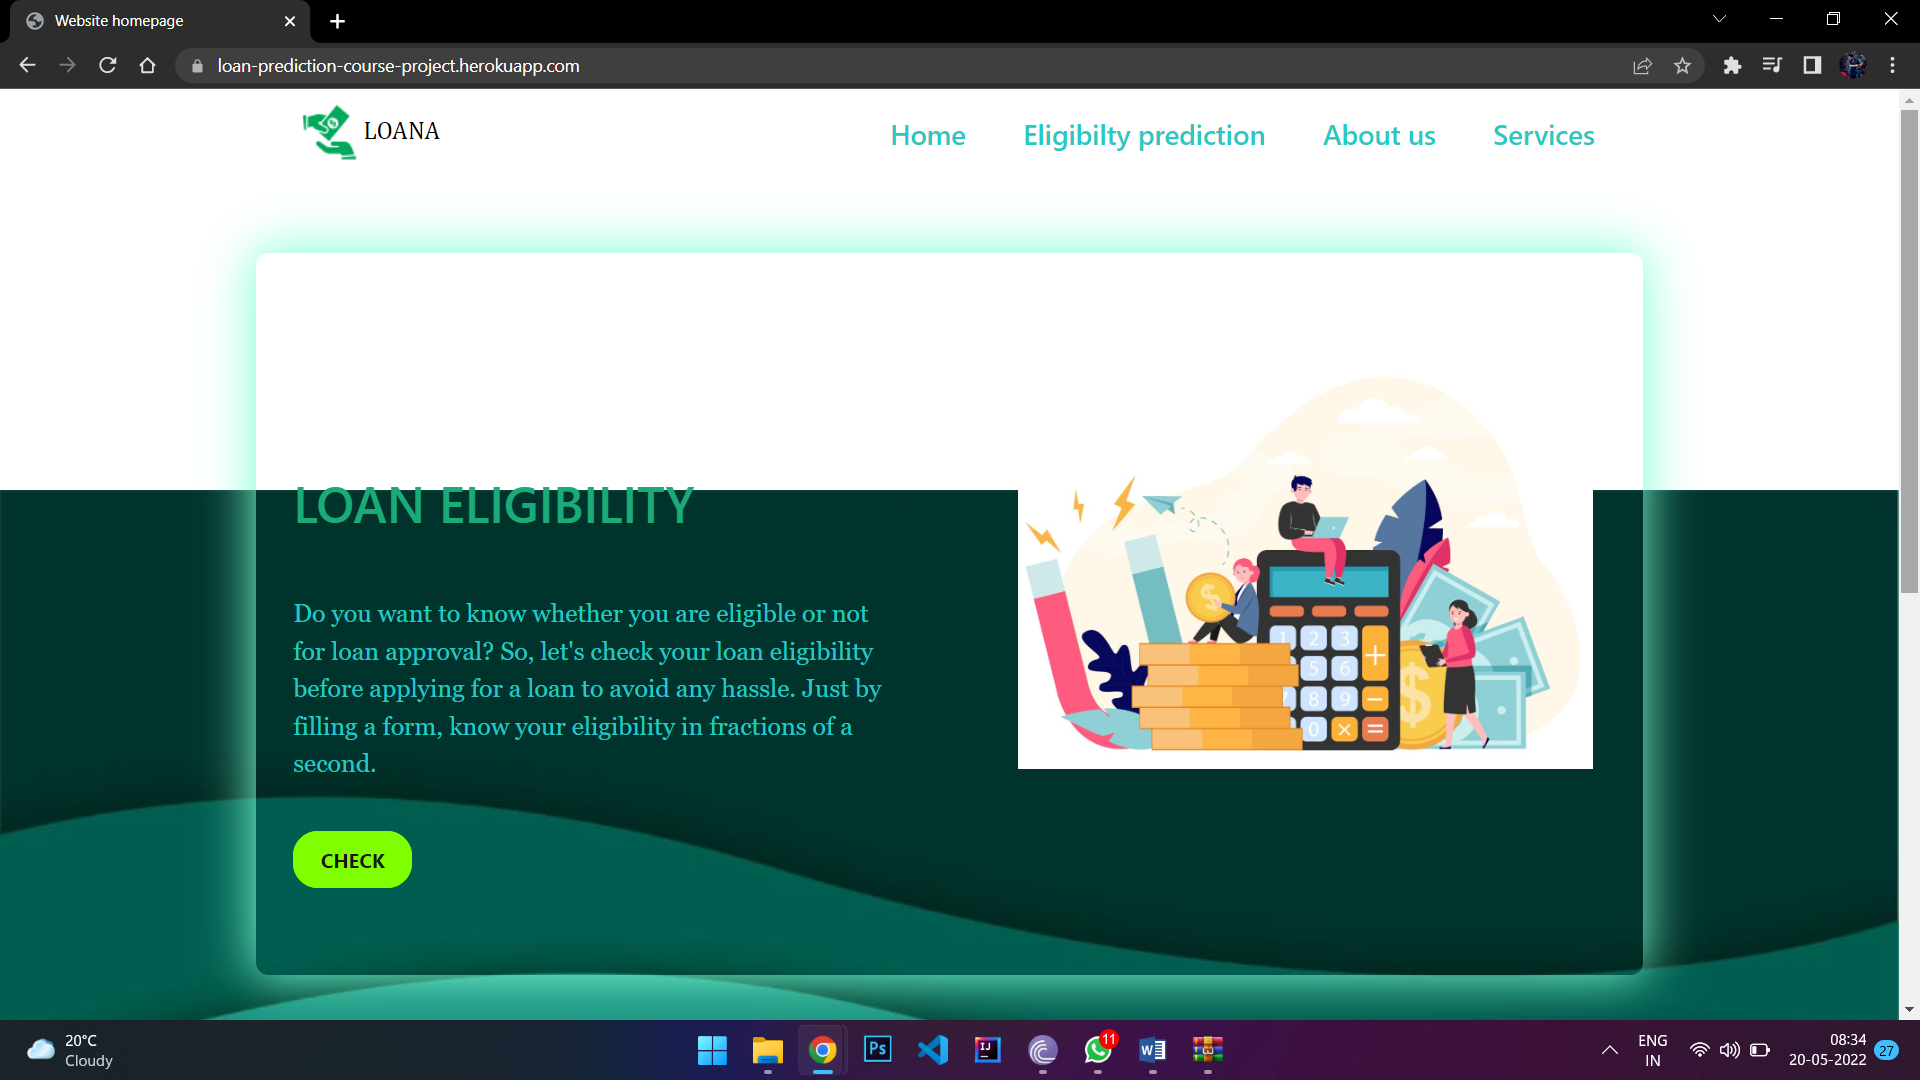 Website homepage
loan-prediction-course-project.herokuapp.com
LOANA
Home
Eligibilty prediction
About us
Services
LOAN ELIGIBILITY
Do you want to know whether you are eligible or not
for loan approval? So, let's check your loan eligibility
before applying for a loan to avoid any hassle. Just by
filling a form, know your eligibility in fractions of a
second.
CHECK
$
$
1 2 3 +
5 6
7 8 9 −
0 × =
20°C
Cloudy
Ps
IJ
11
W
ENG
IN
08:34
20-05-2022
27